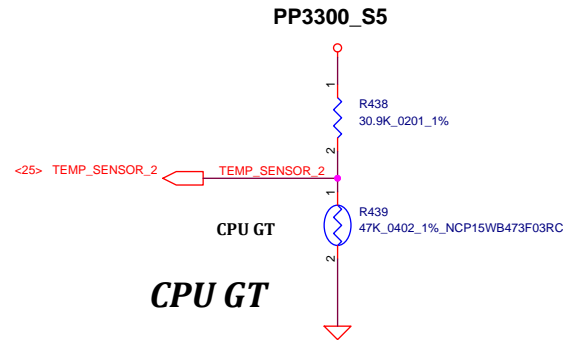 PP3300_S5
1
R438
30.9K_0201_1%
2
<25> TEMP_SENSOR_2 TEMP_SENSOR_2
1
R439
47K_0402_1%_NCP15WB473F03RC
CPU GT
2
CPU GT